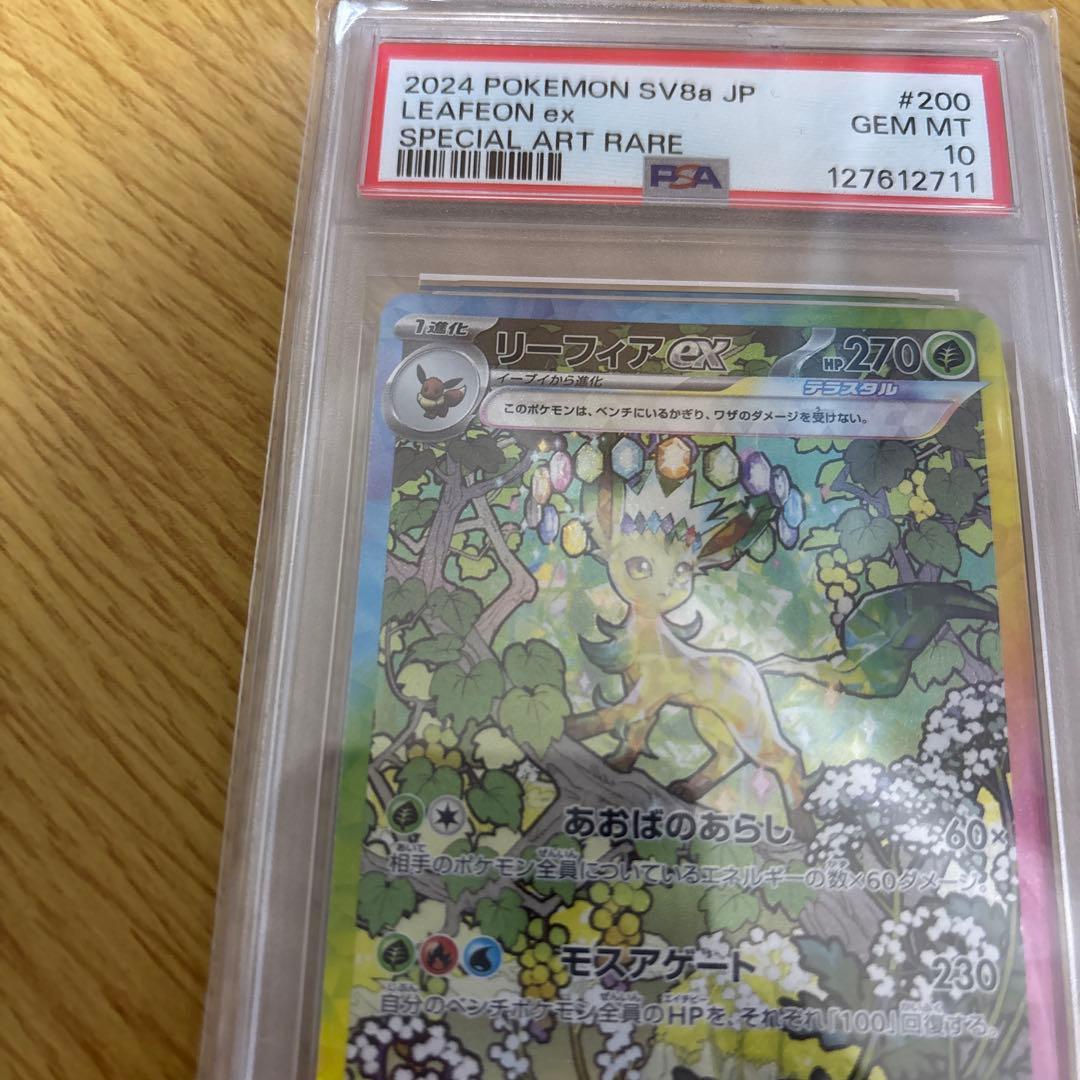 2024 POKEMON SV8a JP #200
LEAFEON ex GEM MT
SPECIAL ART RARE 10
PSA 127612711
1進化
リーフィアex HP270
イーブイから進化 テラスタル
このポケモンは、ベンチにいるかぎり、ワザのダメージを受けない。
あおばのあらし 60×
相手のポケモン全員についているエネルギーの数×60ダメージ。
モスアゲート 230
自分のベンチポケモン全員のHPを、それぞれ「100」回復する。